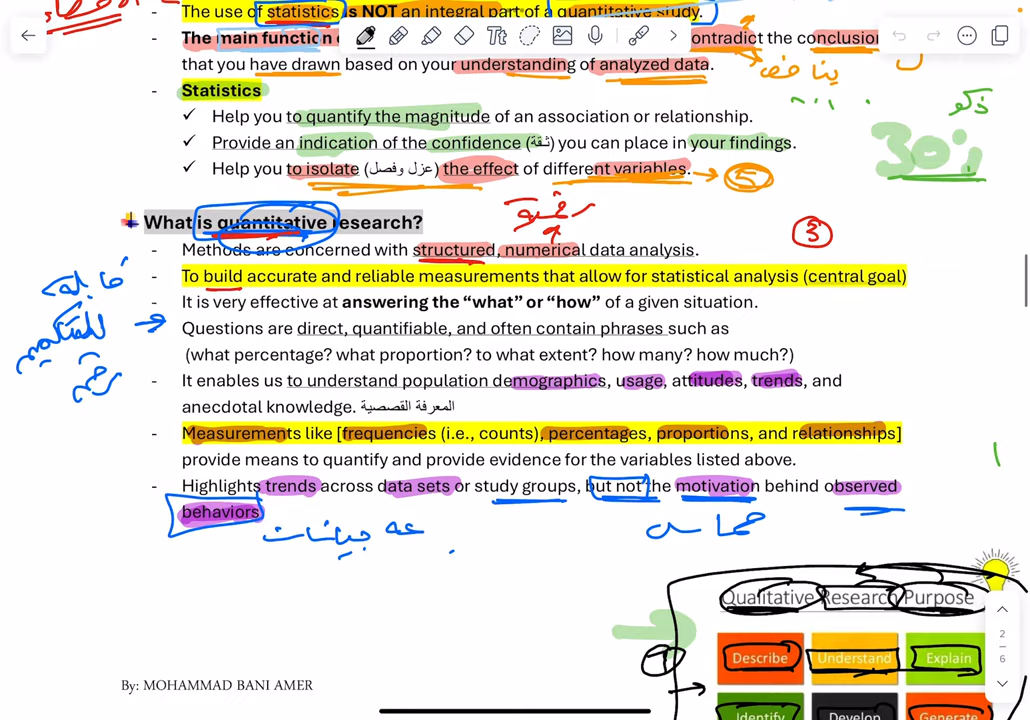 The use of statistics is NOT an integral part of a quantitative study.
The main function contradict the conclusion
that you have drawn based on your understanding of analyzed data.
يناقض
ذكر
- Statistics
✓ Help you to quantify the magnitude of an association or relationship.
✓ Provide an indication of the confidence (ثقة) you can place in your findings.
30%
✓ Help you to isolate (عزل وفصل) the effect of different variables.
5
What is quantitative research?
3
- Methods are concerned with structured, numerical data analysis.
- To build accurate and reliable measurements that allow for statistical analysis (central goal)
- It is very effective at answering the “what” or “how” of a given situation.
- Questions are direct, quantifiable, and often contain phrases such as
(what percentage? what proportion? to what extent? how many? how much?)
- It enables us to understand population demographics, usage, attitudes, trends, and
anecdotal knowledge. المعرفة القصصية
- Measurements like [frequencies (i.e., counts), percentages, proportions, and relationships]
provide means to quantify and provide evidence for the variables listed above.
- Highlights trends across data sets or study groups, but not the motivation behind observed
behaviors
Qualitative Research Purpose
2
6
Describe Understand Explain
By: MOHAMMAD BANI AMER
Identify Develop Generate